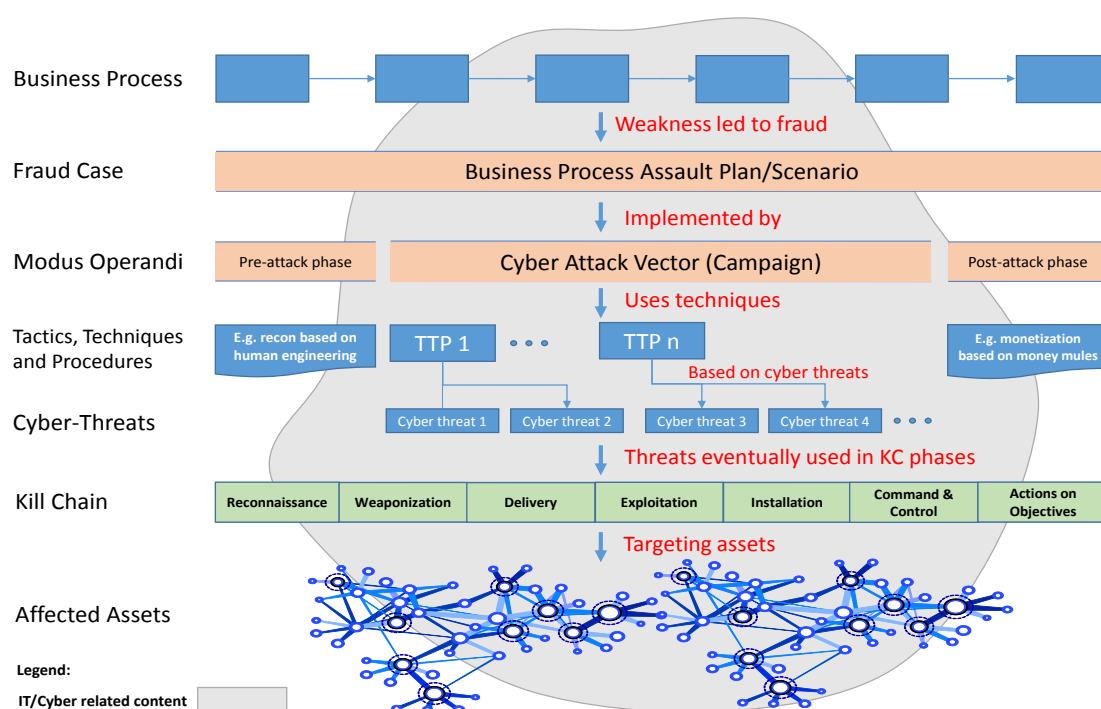 Business Process
Weakness led to fraud
Fraud Case
Business Process Assault Plan/Scenario
Implemented by
Modus Operandi
Pre-attack phase
Cyber Attack Vector (Campaign)
Post-attack phase
Uses techniques
Tactics, Techniques
and Procedures
E.g. recon based on
human engineering
TTP 1
TTP n
E.g. monetization
based on money mules
Based on cyber threats
Cyber-Threats
Cyber threat 1
Cyber threat 2
Cyber threat 3
Cyber threat 4
Threats eventually used in KC phases
Kill Chain
Reconnaissance
Weaponization
Delivery
Exploitation
Installation
Command &
Control
Actions on
Objectives
Targeting assets
Affected Assets
Legend:
IT/Cyber related content